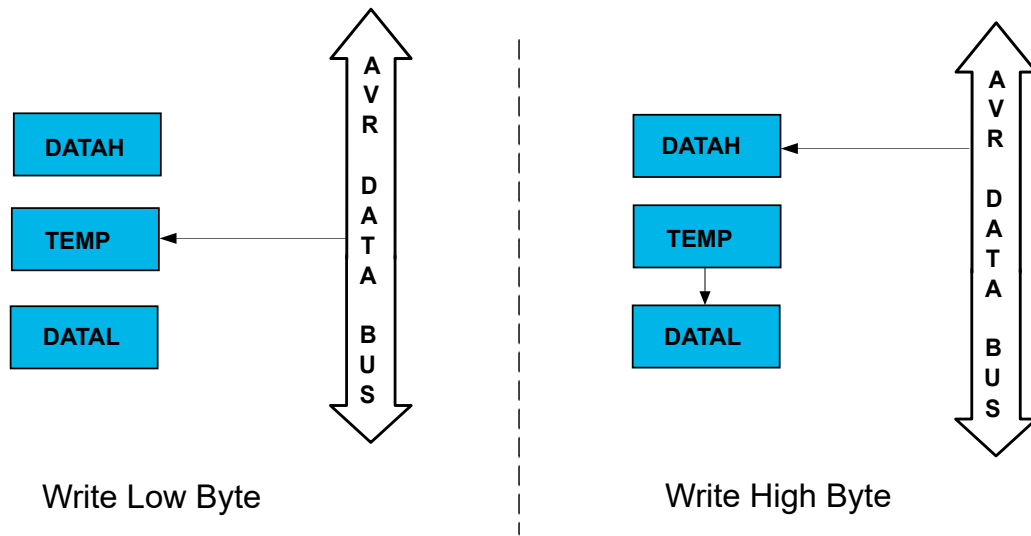 DATAH
TEMP
DATAL
AVR DATA BUS
Write Low Byte
DATAH
TEMP
DATAL
AVR DATA BUS
Write High Byte